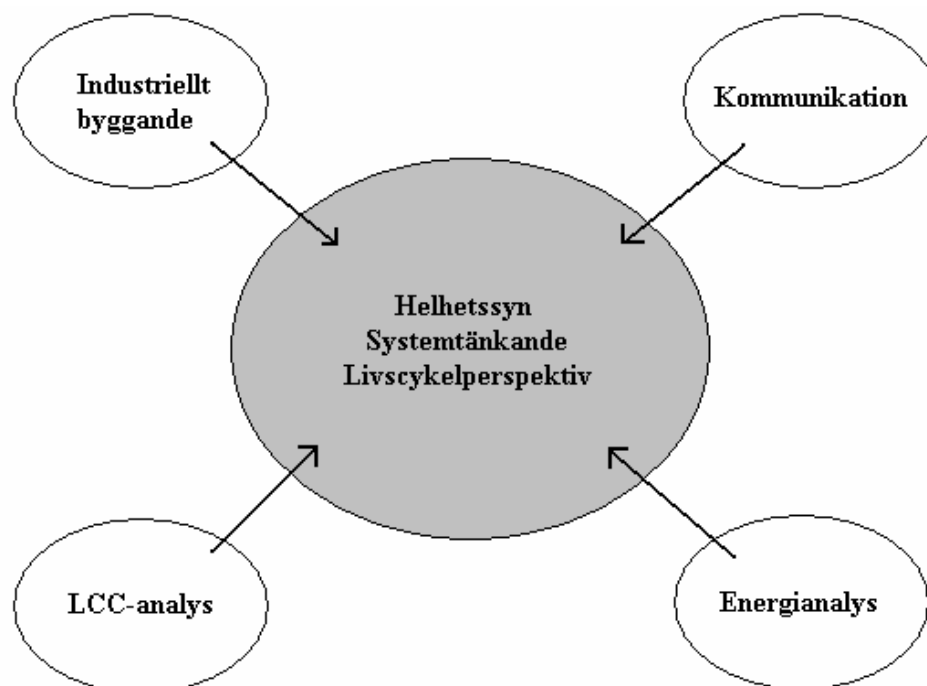 Industriellt
byggande
Kommunikation
Helhetssyn
Systemtänkande
Livscykelperspektiv
LCC-analys
Energianalys